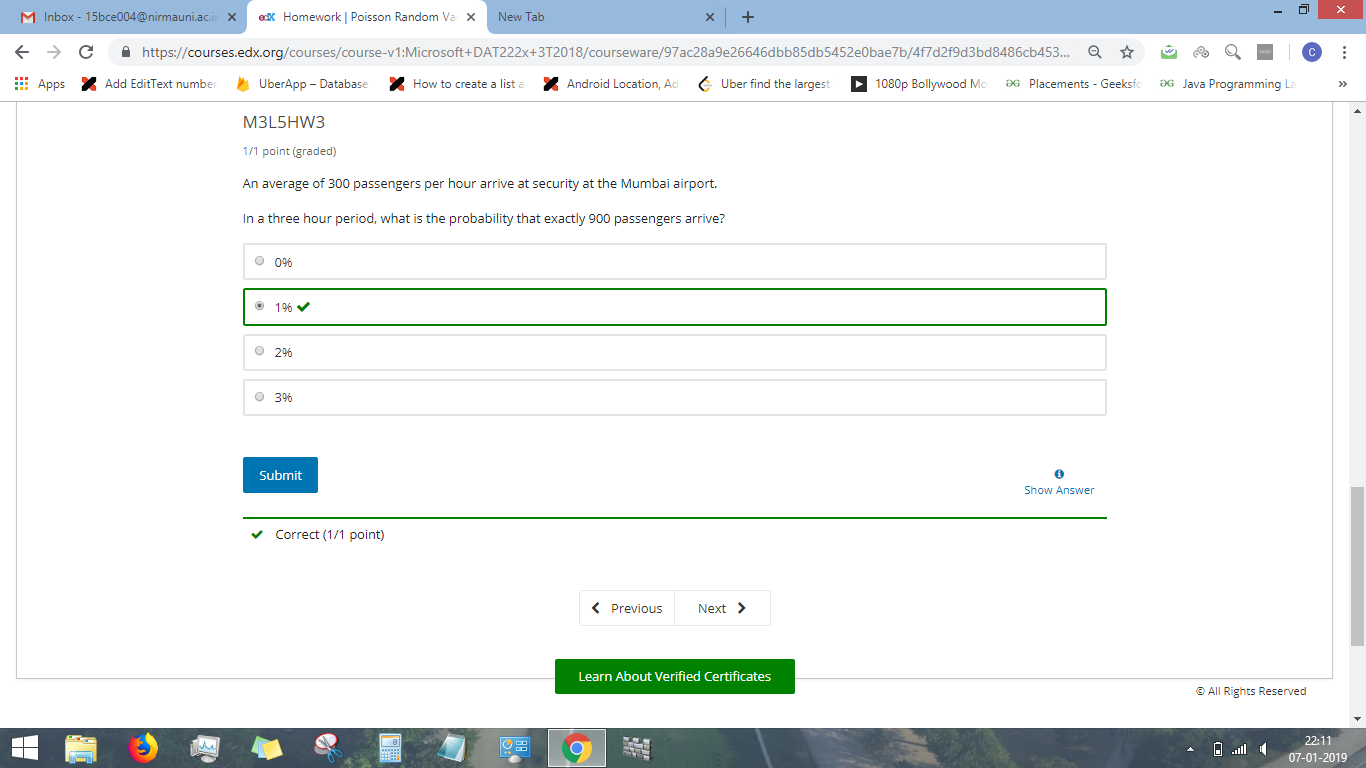 Inbox - 15bce004@nirmauni.ac.in
edX Homework | Poisson Random Va
New Tab
https://courses.edx.org/courses/course-v1:Microsoft+DAT222x+3T2018/courseware/97ac28a9e26646dbb85db5452e0bae7b/4f7d2f9d3bd8486cb453...
C
Apps
Add EditText number
UberApp – Database
How to create a list a
Android Location, Ad
Uber find the largest
1080p Bollywood Mo
Placements - Geeksfo
Java Programming La
»
M3L5HW3
1/1 point (graded)
An average of 300 passengers per hour arrive at security at the Mumbai airport.
In a three hour period, what is the probability that exactly 900 passengers arrive?
0%
1%
2%
3%
Submit
Show Answer
Correct (1/1 point)
Previous
Next
Learn About Verified Certificates
© All Rights Reserved
22:11
07-01-2019